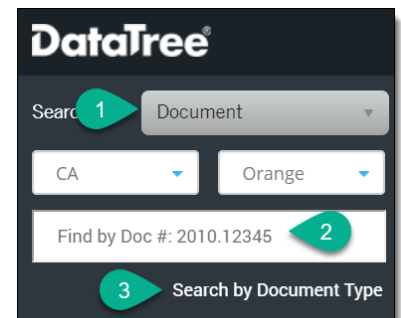 DataTree®
Searc 1 Document
CA Orange
Find by Doc #: 2010.12345 2
3 Search by Document Type